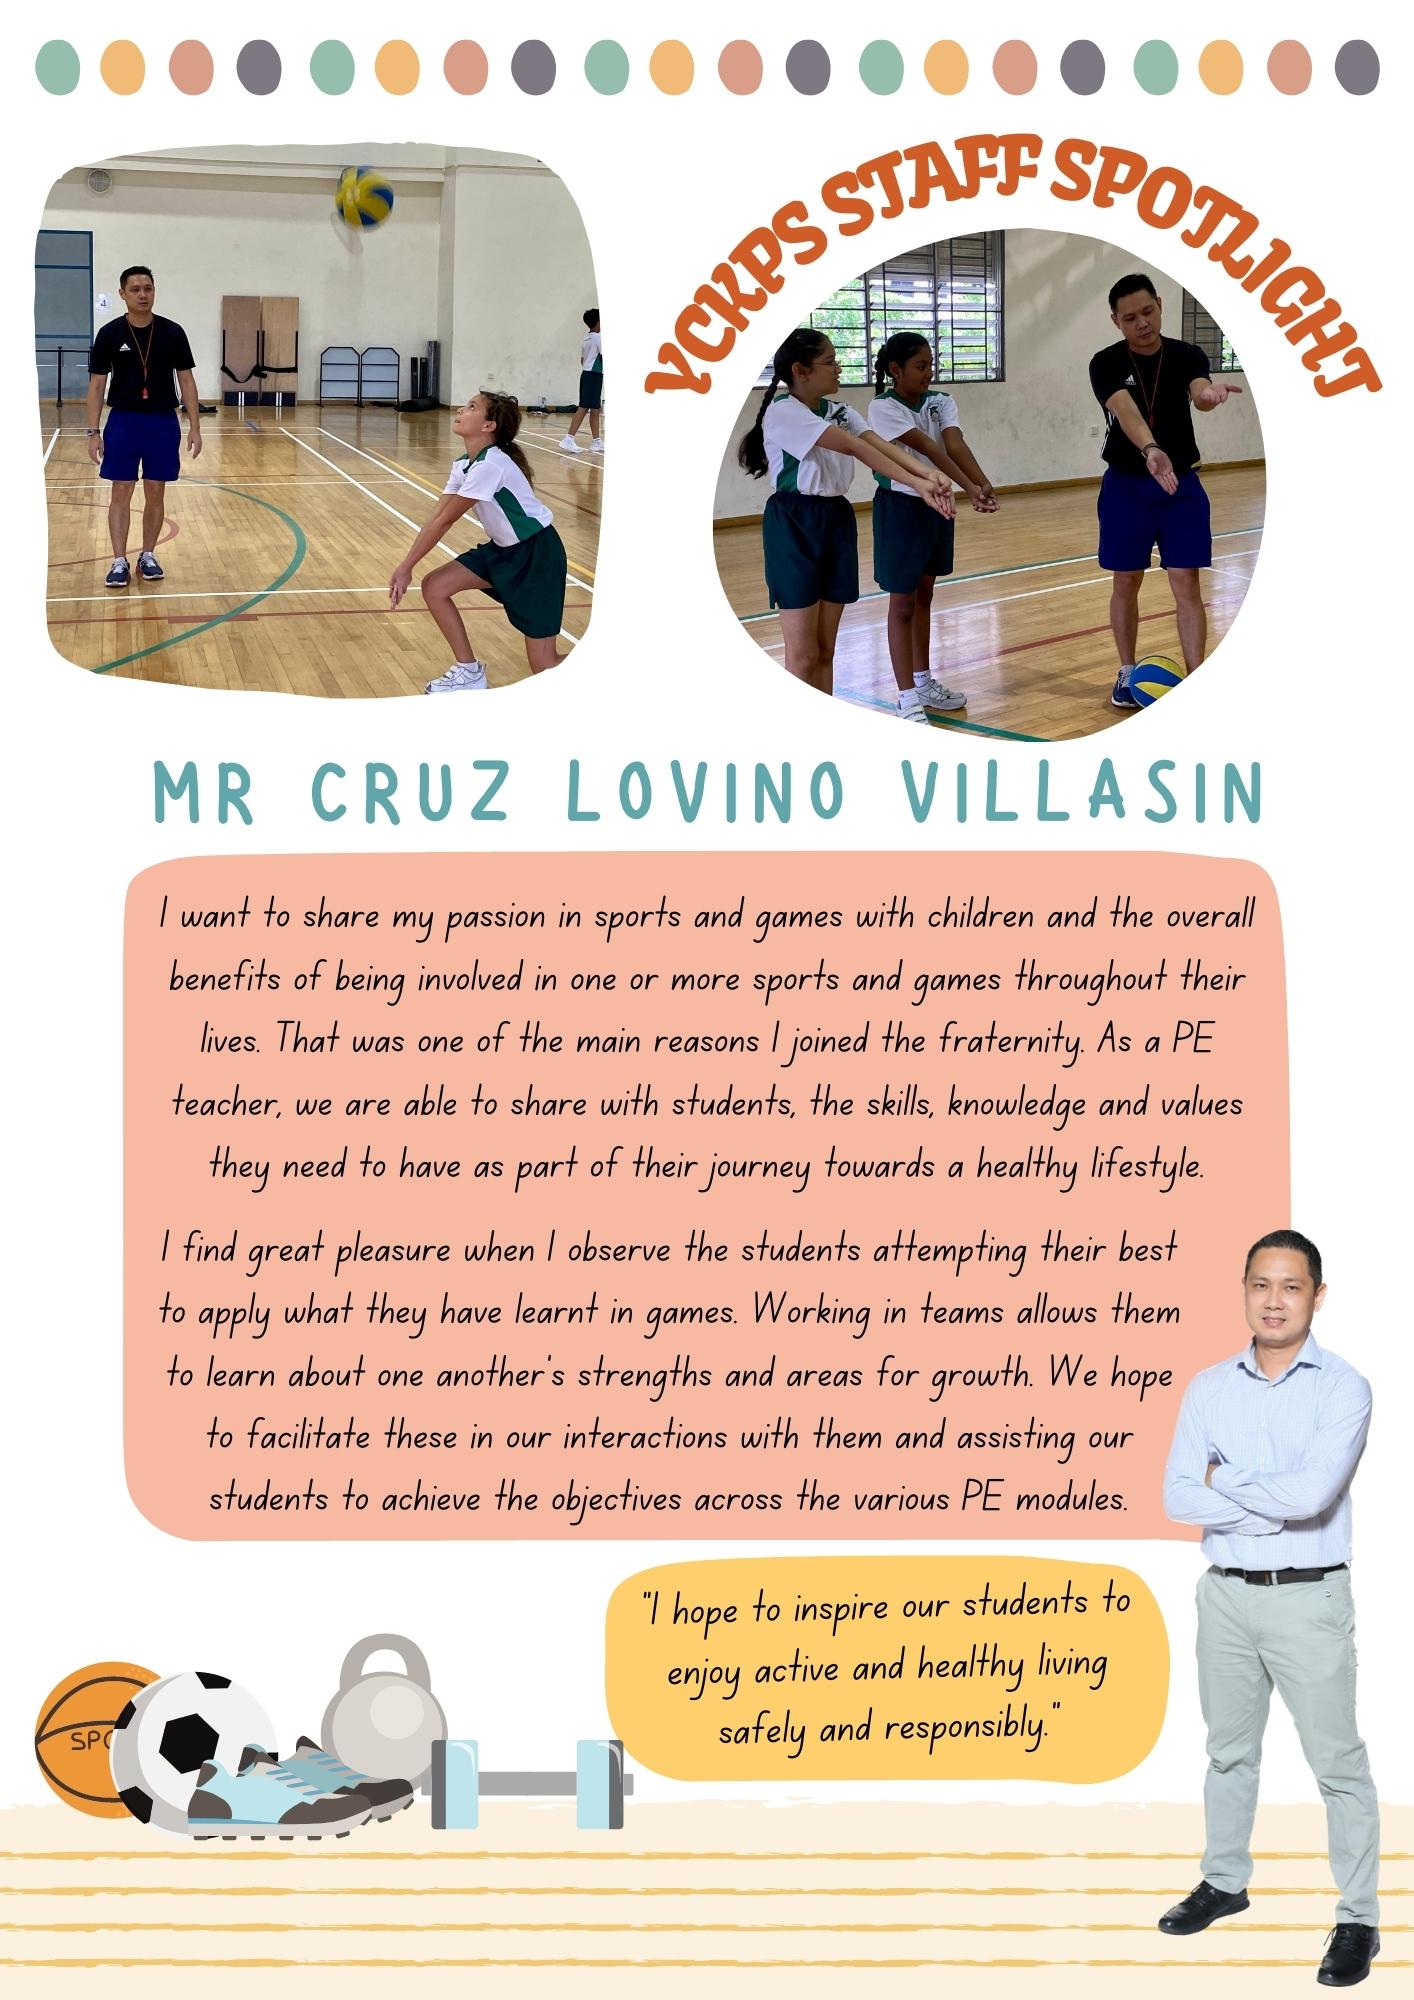 YCKPS STAFF SPOTLIGHT
4
MR CRUZ LOVINO VILLASIN
I want to share my passion in sports and games with children and the overall
benefits of being involved in one or more sports and games throughout their
lives. That was one of the main reasons I joined the fraternity. As a PE
teacher, we are able to share with students, the skills, knowledge and values
they need to have as part of their journey towards a healthy lifestyle.
I find great pleasure when I observe the students attempting their best
to apply what they have learnt in games. Working in teams allows them
to learn about one another's strengths and areas for growth. We hope
to facilitate these in our interactions with them and assisting our
students to achieve the objectives across the various PE modules.
"I hope to inspire our students to
enjoy active and healthy living
safely and responsibly."